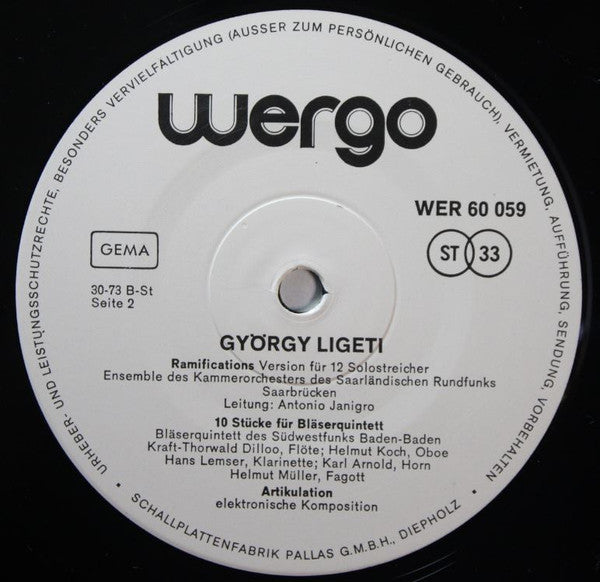 URHEBER- UND LEISTUNGSSCHUTZRECHTE, BESONDERS VERVIELFALTIGUNG (AUSSER ZUM PERSÖNLICHEN GEBRAUCH), VERMIETUNG, AUFFÜHRUNG, SENDUNG, VORBEHALTEN
wergo
WER 60 059
GEMA
ST 33
30-73 B-St
Seite 2
GYÖRGY LIGETI
Ramifications Version für 12 Solostreicher
Ensemble des Kammerorchesters des Saarländischen Rundfunks
Saarbrücken
Leitung: Antonio Janigro
10 Stücke für Bläserquintett
Bläserquintett des Südwestfunks Baden-Baden
Kraft-Thorwald Dilloo, Flöte; Helmut Koch, Oboe
Hans Lemser, Klarinette; Karl Arnold, Horn
Helmut Müller, Fagott
Artikulation
elektronische Komposition
• SCHALLPLATTENFABRIK PALLAS G.M.B.H., DIEPHOLZ •